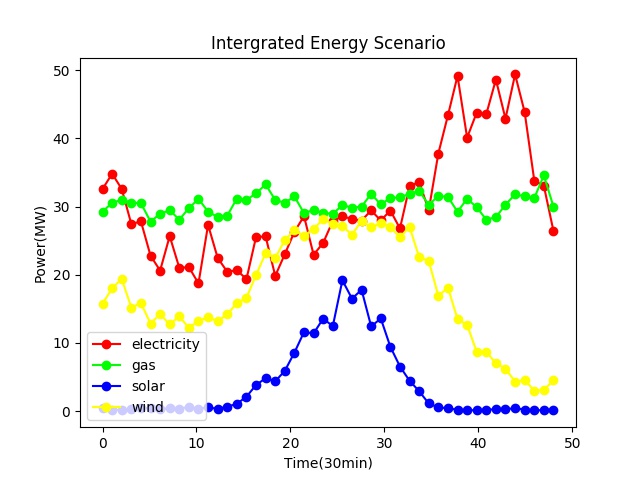 Intergrated Energy Scenario
Power(MW)
50
40
30
20
10
0
electricity
gas
solar
wind
0 10 20 30 40 50
Time(30min)